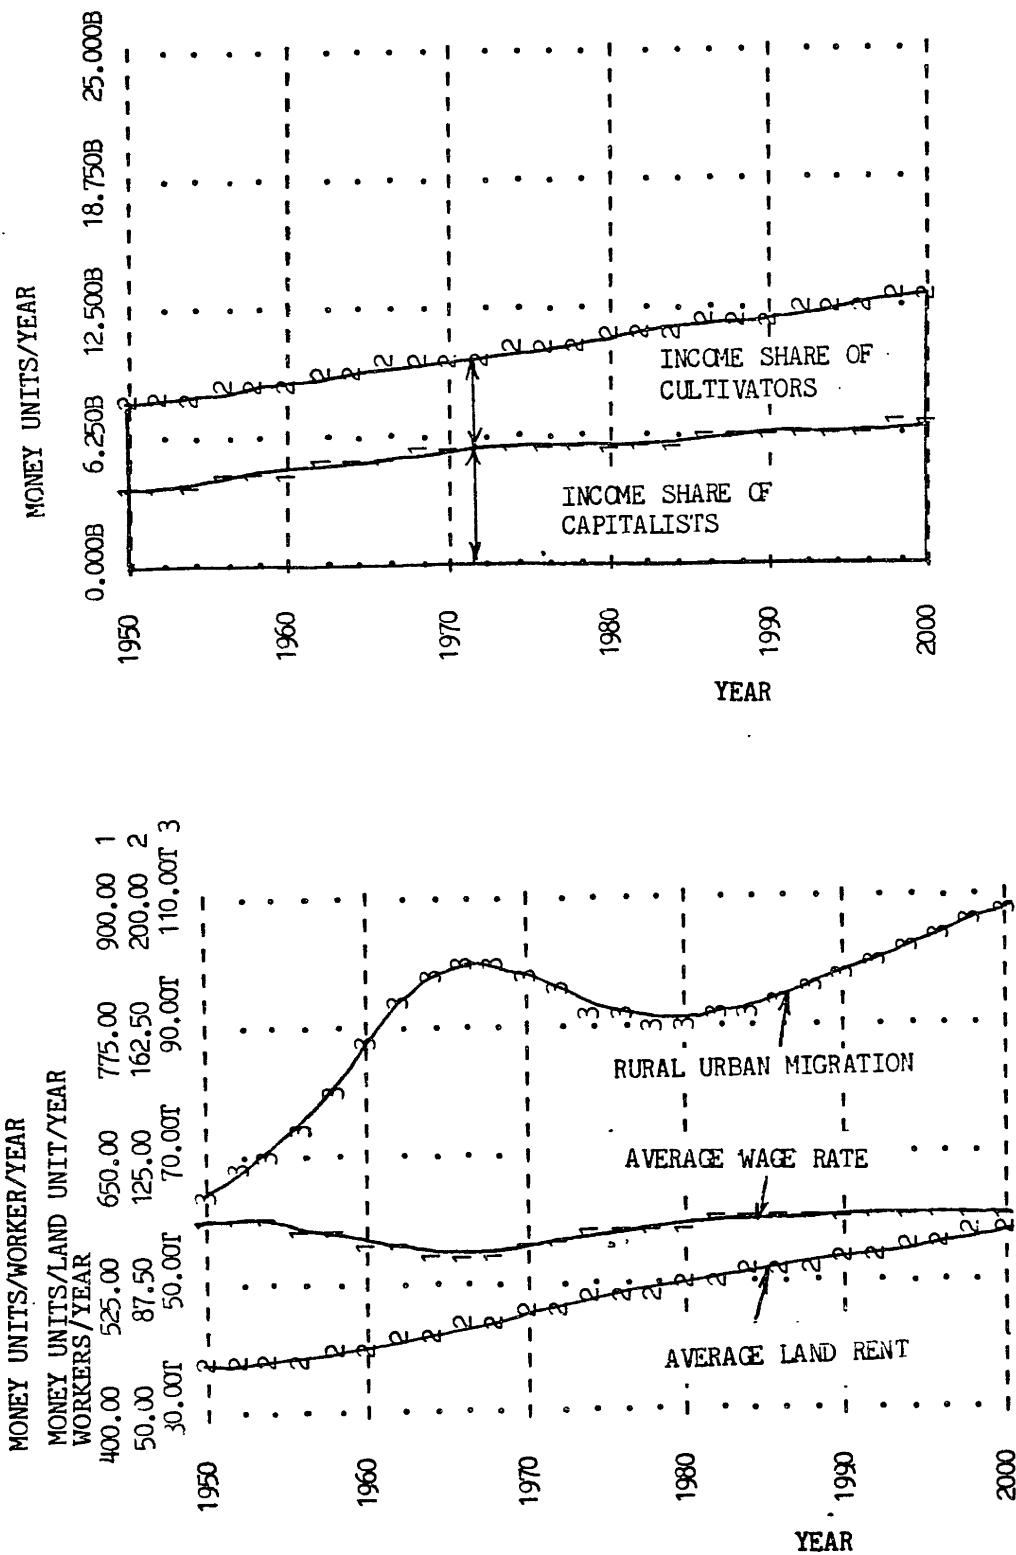 MONEY UNITS/YEAR
0.000B 6.250B 12.500B 18.750B 25.000B
1950
1960
1970
1980
1990
2000
YEAR
INCOME SHARE OF
CULTIVATORS
INCOME SHARE OF
CAPITALISTS
MONEY UNITS/WORKER/YEAR
MONEY UNITS/LAND UNIT/YEAR
WORKERS/YEAR
400.00 525.00 650.00 775.00 900.00 1
50.00 87.50 125.00 162.50 200.00 2
30.00T 50.00T 70.00T 90.00T 110.00T 3
1950
1960
1970
1980
1990
2000
YEAR
RURAL URBAN MIGRATION
AVERAGE WAGE RATE
AVERAGE LAND RENT